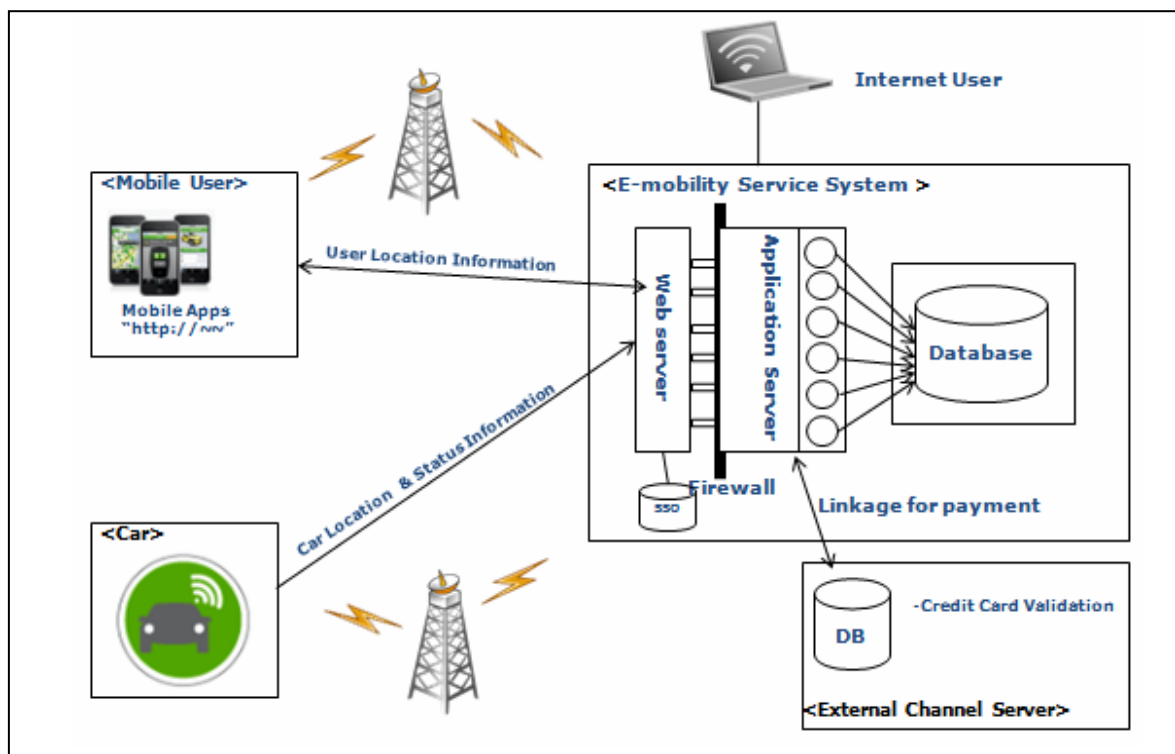 Internet User
<E-mobility Service System >
<Mobile User>
User Location Information
Mobile Apps
"http://~~"
Web server
Application Server
Database
Car Location & Status Information
Firewall
SSO
Linkage for payment
<Car>
-Credit Card Validation
DB
<External Channel Server>